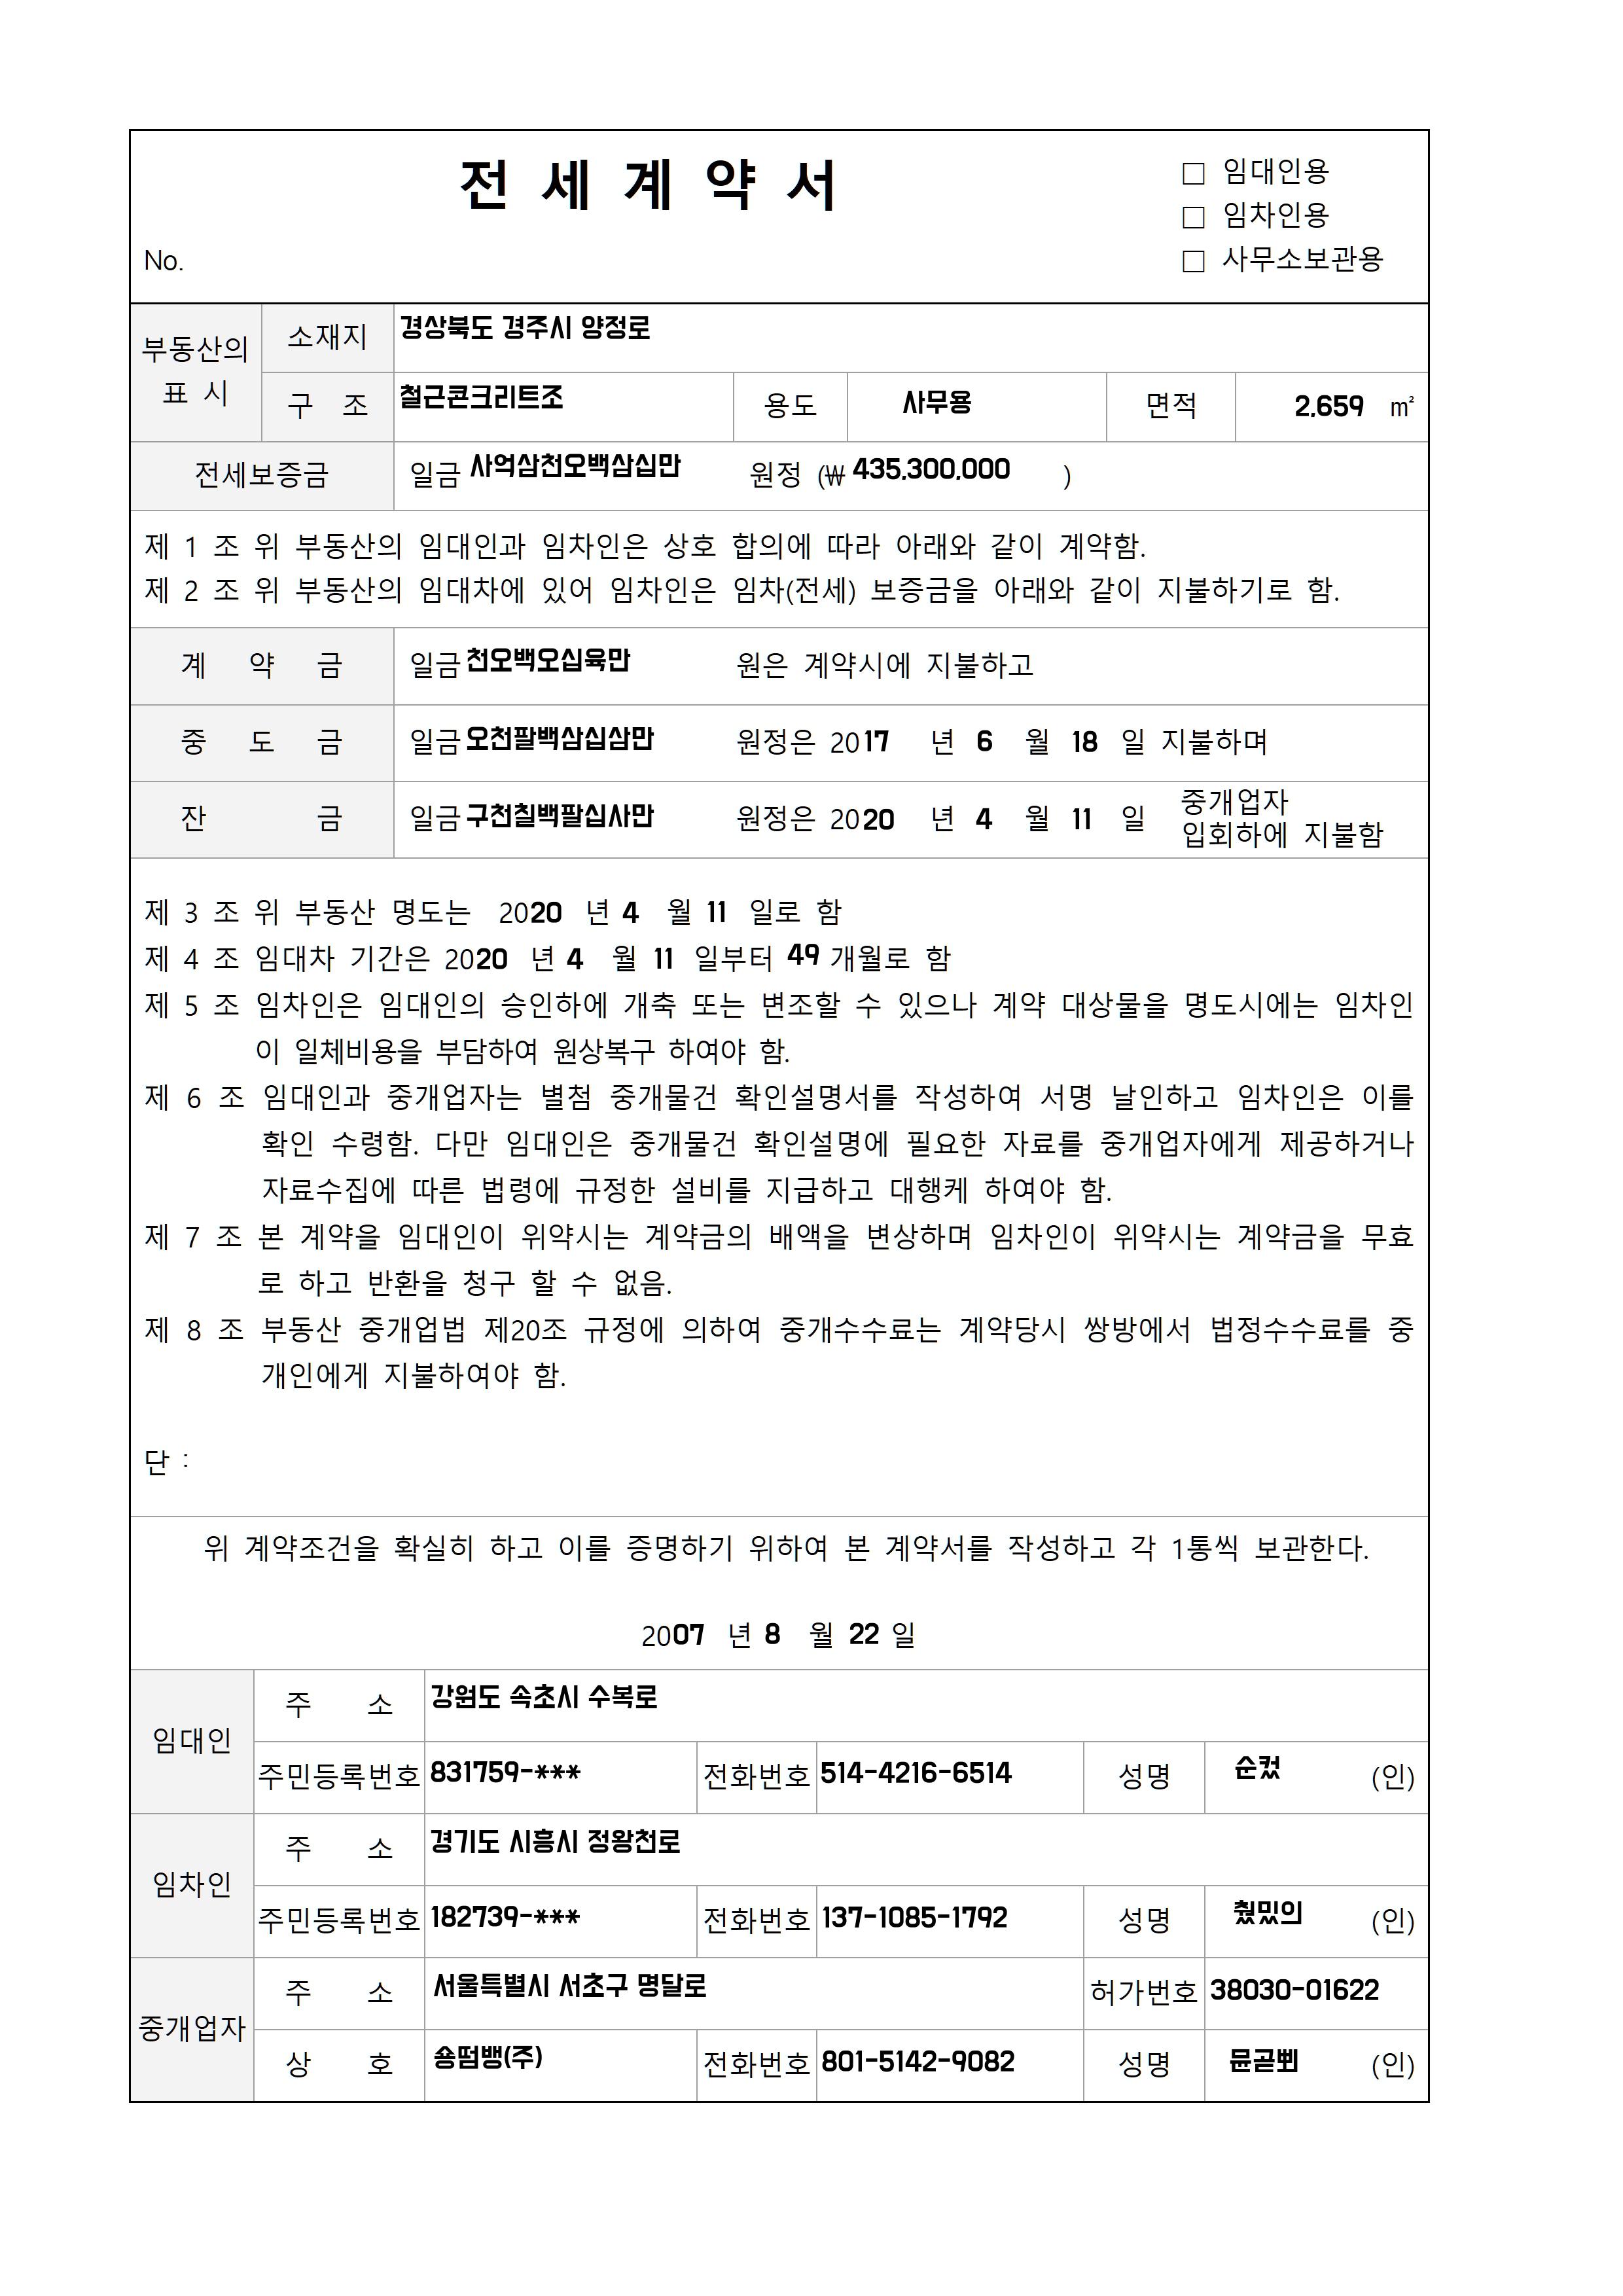 전 세 계 약 서
□ 임대인용
□ 임차인용
No.
□ 사무소보관용
부동산의 표 시
소재지 경상북도 경주시 양정로
구 조 철근콘크리트조 용도 사무용 면적 2,659 ㎡
전세보증금 일금 사억삼천오백삼십만 원정 (₩ 435,300,000 )
제 1 조 위 부동산의 임대인과 임차인은 상호 합의에 따라 아래와 같이 계약함.
제 2 조 위 부동산의 임대차에 있어 임차인은 임차(전세) 보증금을 아래와 같이 지불하기로 함.
계 약 금 일금 천오백오십육만 원은 계약시에 지불하고
중 도 금 일금 오천팔백삼십삼만 원정은 2017 년 6 월 18 일 지불하며
잔 금 일금 구천칠백팔십사만 원정은 2020 년 4 월 11 일 중개업자
입회하에 지불함
제 3 조 위 부동산 명도는 2020 년 4 월 11 일로 함
제 4 조 임대차 기간은 2020 년 4 월 11 일부터 49 개월로 함
제 5 조 임차인은 임대인의 승인하에 개축 또는 변조할 수 있으나 계약 대상물을 명도시에는 임차인
이 일체비용을 부담하여 원상복구 하여야 함.
제 6 조 임대인과 중개업자는 별첨 중개물건 확인설명서를 작성하여 서명 날인하고 임차인은 이를
확인 수령함. 다만 임대인은 중개물건 확인설명에 필요한 자료를 중개업자에게 제공하거나
자료수집에 따른 법령에 규정한 설비를 지급하고 대행케 하여야 함.
제 7 조 본 계약을 임대인이 위약시는 계약금의 배액을 변상하며 임차인이 위약시는 계약금을 무효
로 하고 반환을 청구 할 수 없음.
제 8 조 부동산 중개업법 제20조 규정에 의하여 중개수수료는 계약당시 쌍방에서 법정수수료를 중
개인에게 지불하여야 함.
단 :
위 계약조건을 확실히 하고 이를 증명하기 위하여 본 계약서를 작성하고 각 1통씩 보관한다.
2007 년 8 월 22 일
임대인
주 소 강원도 속초시 수복로
주민등록번호 831759-*** 전화번호 514-4216-6514 성명 (인)
임차인
주 소 경기도 시흥시 정왕천로
주민등록번호 182739-*** 전화번호 137-1085-1792 성명 (인)
중개업자
주 소 서울특별시 서초구 명달로 허가번호 38030-01622
상 호 숑떰뱅(주) 전화번호 801-5142-9082 성명 (인)